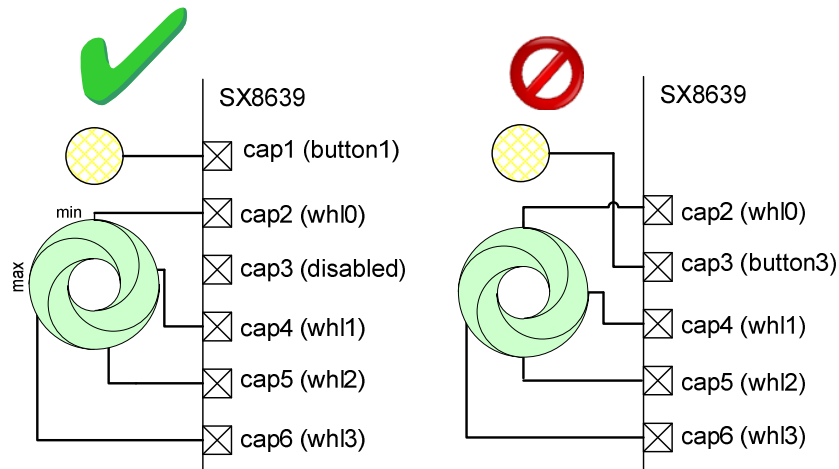 SX8639
cap1 (button1)
min
cap2 (whl0)
max
cap3 (disabled)
cap4 (whl1)
cap5 (whl2)
cap6 (whl3)
SX8639
cap2 (whl0)
cap3 (button3)
cap4 (whl1)
cap5 (whl2)
cap6 (whl3)